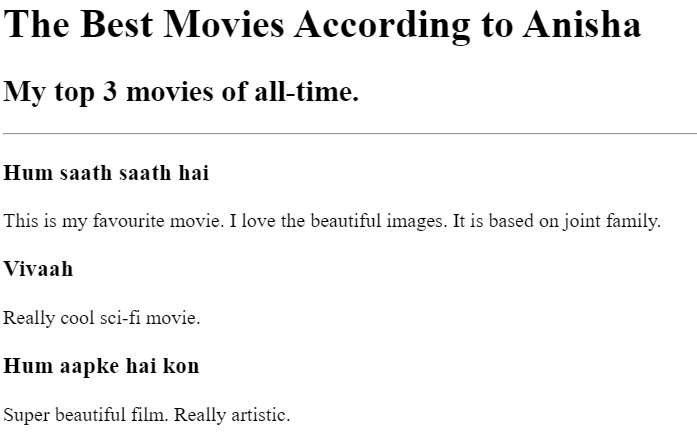 The Best Movies According to Anisha
My top 3 movies of all-time.
Hum saath saath hai
This is my favourite movie. I love the beautiful images. It is based on joint family.
Vivaah
Really cool sci-fi movie.
Hum aapke hai kon
Super beautiful film. Really artistic.